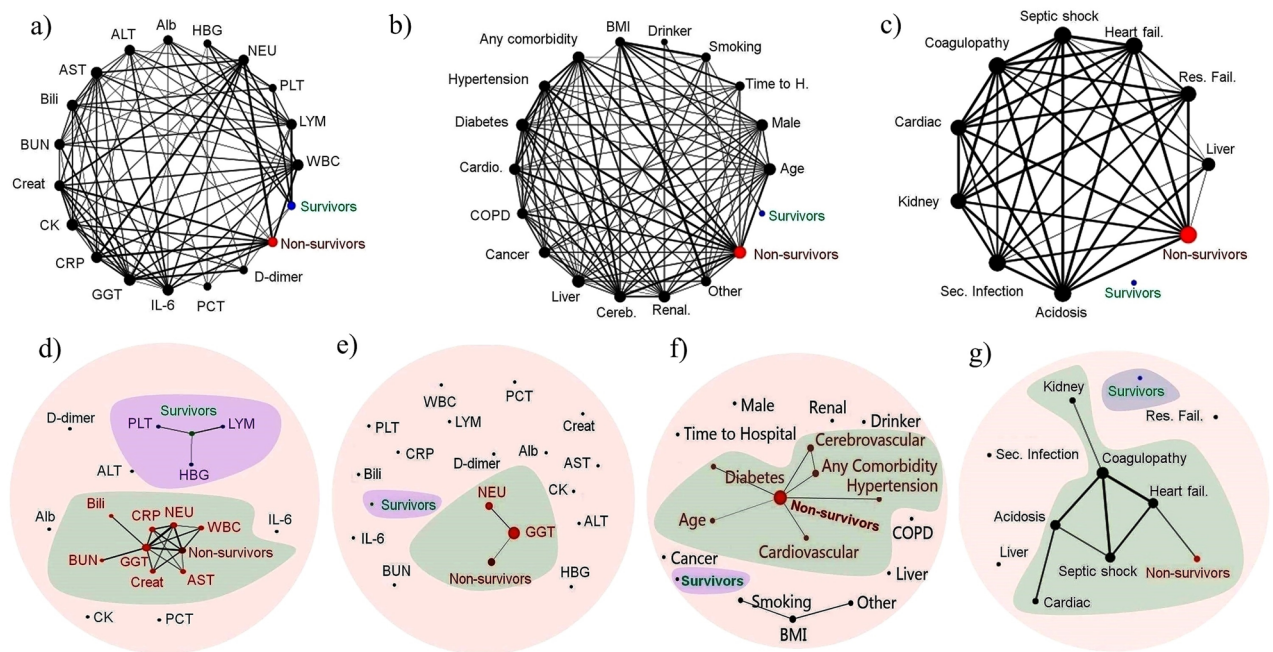 a)
Alb
HBG
ALT
NEU
AST
PLT
Bili
LYM
BUN
WBC
Creat
Survivors
CK
Non-survivors
CRP
D-dimer
GGT
IL-6
PCT
b)
BMI
Drinker
Any comorbidity
Smoking
Hypertension
Time to H.
Diabetes
Male
Cardio.
Age
COPD
Survivors
Cancer
Non-survivors
Liver
Other
Cereb.
Renal.
c)
Septic shock
Heart fail.
Coagulopathy
Res. Fail.
Cardiac
Liver
Kidney
Non-survivors
Sec. Infection
Survivors
Acidosis
d)
D-dimer
Survivors
PLT
LYM
HBG
ALT
Bili
CRP
NEU
WBC
Alb
IL-6
Non-survivors
BUN
GGT
Creat
AST
CK
PCT
e)
WBC
PCT
PLT
LYM
Creat
CRP
Alb
D-dimer
AST
Bili
NEU
CK
Survivors
GGT
ALT
IL-6
Non-survivors
BUN
HBG
f)
Male
Renal
Drinker
Time to Hospital
Cerebrovascular
Diabetes
Any Comorbidity
Hypertension
Non-survivors
Age
COPD
Cardiovascular
Cancer
Liver
Survivors
Smoking
Other
BMI
g)
Kidney
Survivors
Res. Fail.
Sec. Infection
Coagulopathy
Heart fail.
Acidosis
Liver
Septic shock
Non-survivors
Cardiac